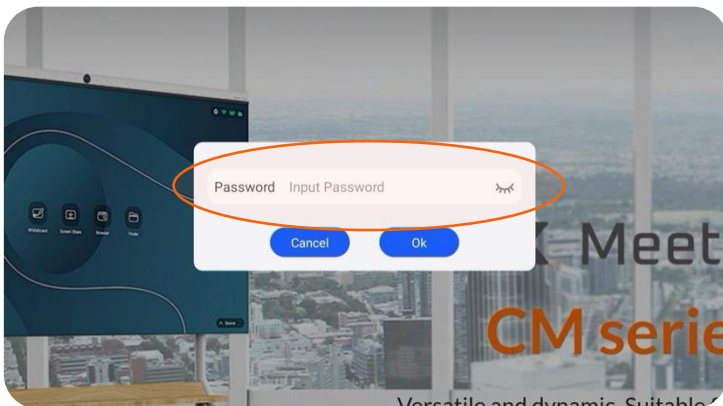 Password Input Password
Cancel Ok
Whiteboard Screen Share Browser Finder
Meet
CM serie
Versatile and dynamic. Suitable